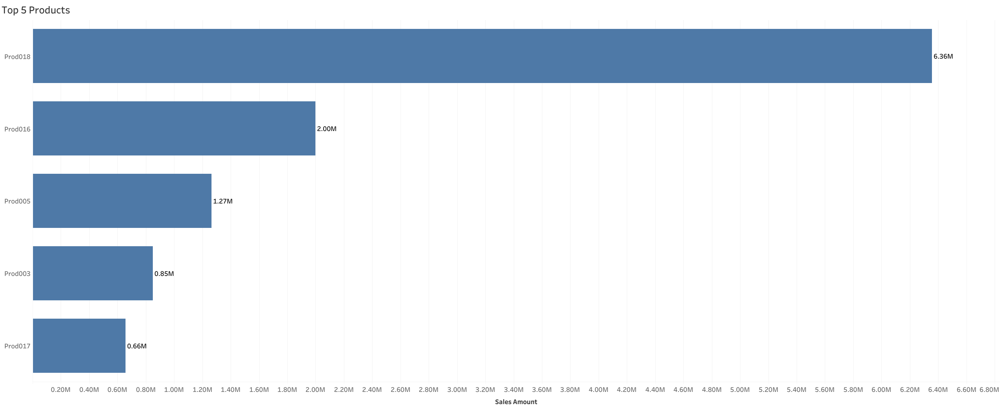 Top 5 Products
Prod018
6.36M
Prod016
2.00M
Prod005
1.27M
Prod003
0.85M
Prod017
0.66M
0.20M 0.40M 0.60M 0.80M 1.00M 1.20M 1.40M 1.60M 1.80M 2.00M 2.20M 2.40M 2.60M 2.80M 3.00M 3.20M 3.40M 3.60M 3.80M 4.00M 4.20M 4.40M 4.60M 4.80M 5.00M 5.20M 5.40M 5.60M 5.80M 6.00M 6.20M 6.40M 6.60M 6.80M
Sales Amount